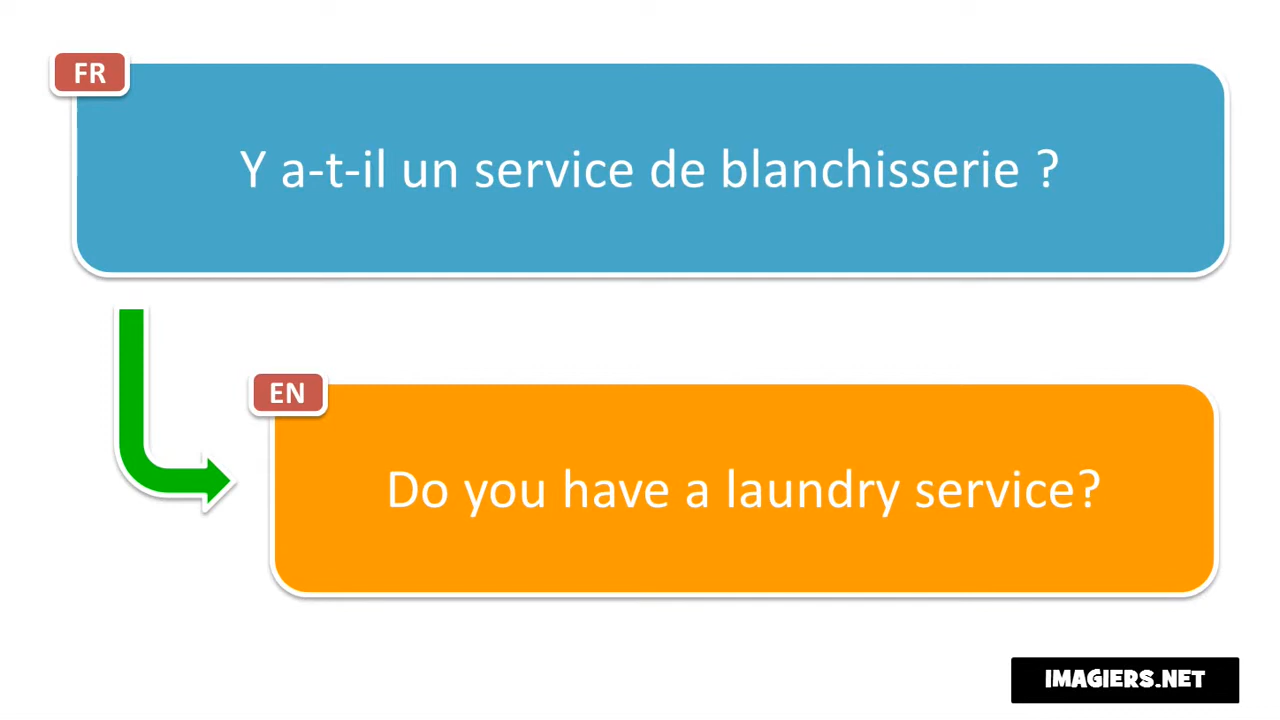 FR
Y a-t-il un service de blanchisserie ?
EN
Do you have a laundry service?
IMAGIERS.NET